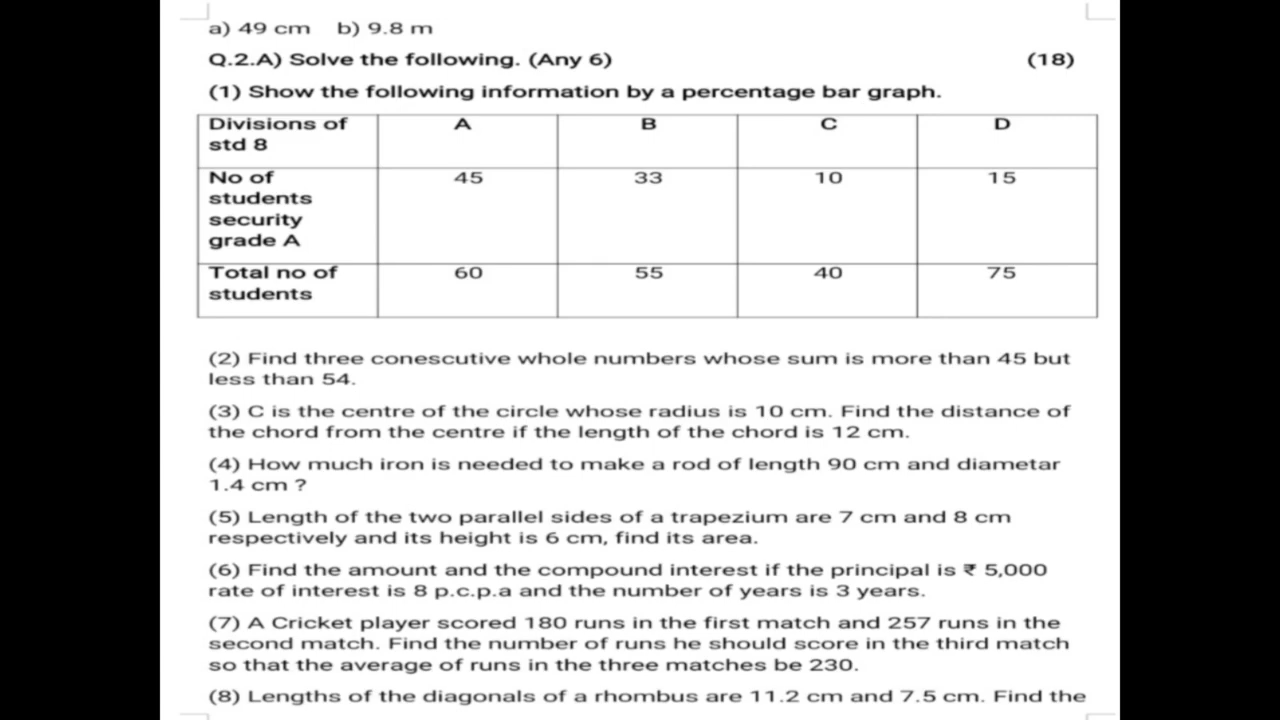 a) 49 cm b) 9.8 m
Q.2.A) Solve the following. (Any 6) (18)
(1) Show the following information by a percentage bar graph.
Divisions of A B C D
std 8
No of 45 33 10 15
students
security
grade A
Total no of 60 55 40 75
students
(2) Find three conescutive whole numbers whose sum is more than 45 but
less than 54.
(3) C is the centre of the circle whose radius is 10 cm. Find the distance of
the chord from the centre if the length of the chord is 12 cm.
(4) How much iron is needed to make a rod of length 90 cm and diametar
1.4 cm ?
(5) Length of the two parallel sides of a trapezium are 7 cm and 8 cm
respectively and its height is 6 cm, find its area.
(6) Find the amount and the compound interest if the principal is ₹ 5,000
rate of interest is 8 p.c.p.a and the number of years is 3 years.
(7) A Cricket player scored 180 runs in the first match and 257 runs in the
second match. Find the number of runs he should score in the third match
so that the average of runs in the three matches be 230.
(8) Lengths of the diagonals of a rhombus are 11.2 cm and 7.5 cm. Find the